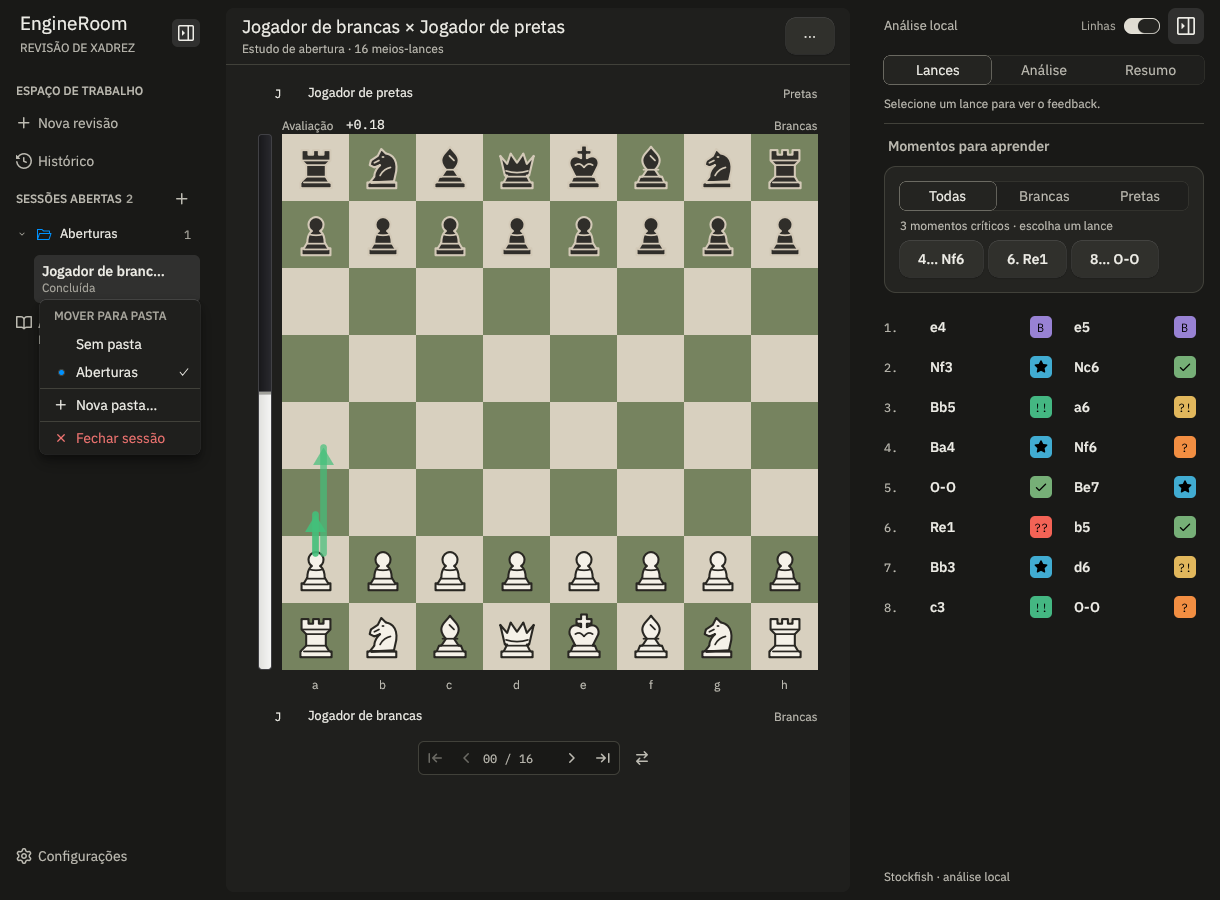 EngineRoom
REVISÃO DE XADREZ
ESPAÇO DE TRABALHO
Nova revisão
Histórico
SESSÕES ABERTAS 2
Aberturas 1
Jogador de branc...
Concluída
MOVER PARA PASTA
Sem pasta
Aberturas
Nova pasta...
Fechar sessão
Configurações
Jogador de brancas × Jogador de pretas
Estudo de abertura · 16 meios-lances
...
J Jogador de pretas Pretas
Avaliação +0.18 Brancas
a b c d e f g h
J Jogador de brancas Brancas
00 / 16
Análise local Linhas
Lances Análise Resumo
Selecione um lance para ver o feedback.
Momentos para aprender
Todas Brancas Pretas
3 momentos críticos · escolha um lance
4... Nf6 6. Re1 8... O-O
1. e4 B e5 B
2. Nf3 Nc6
3. Bb5 !! a6 ?!
4. Ba4 Nf6 ?
5. O-O Be7
6. Re1 ?? b5
7. Bb3 d6 ?!
8. c3 !! O-O ?
Stockfish · análise local